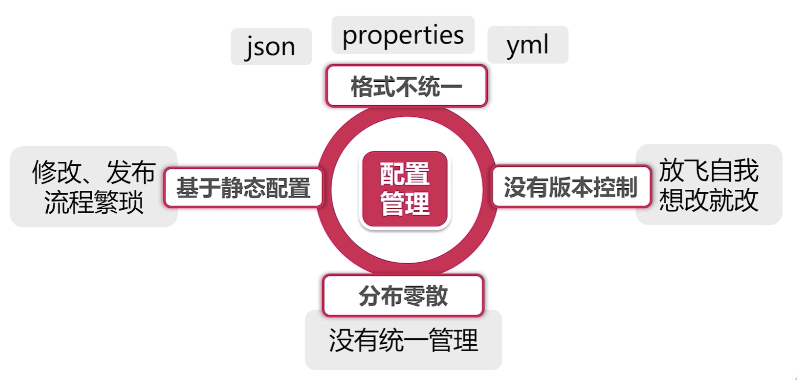 json
properties
yml
格式不统一
修改、发布
流程繁琐
基于静态配置
配置
管理
没有版本控制
放飞自我
想改就改
分布零散
没有统一管理